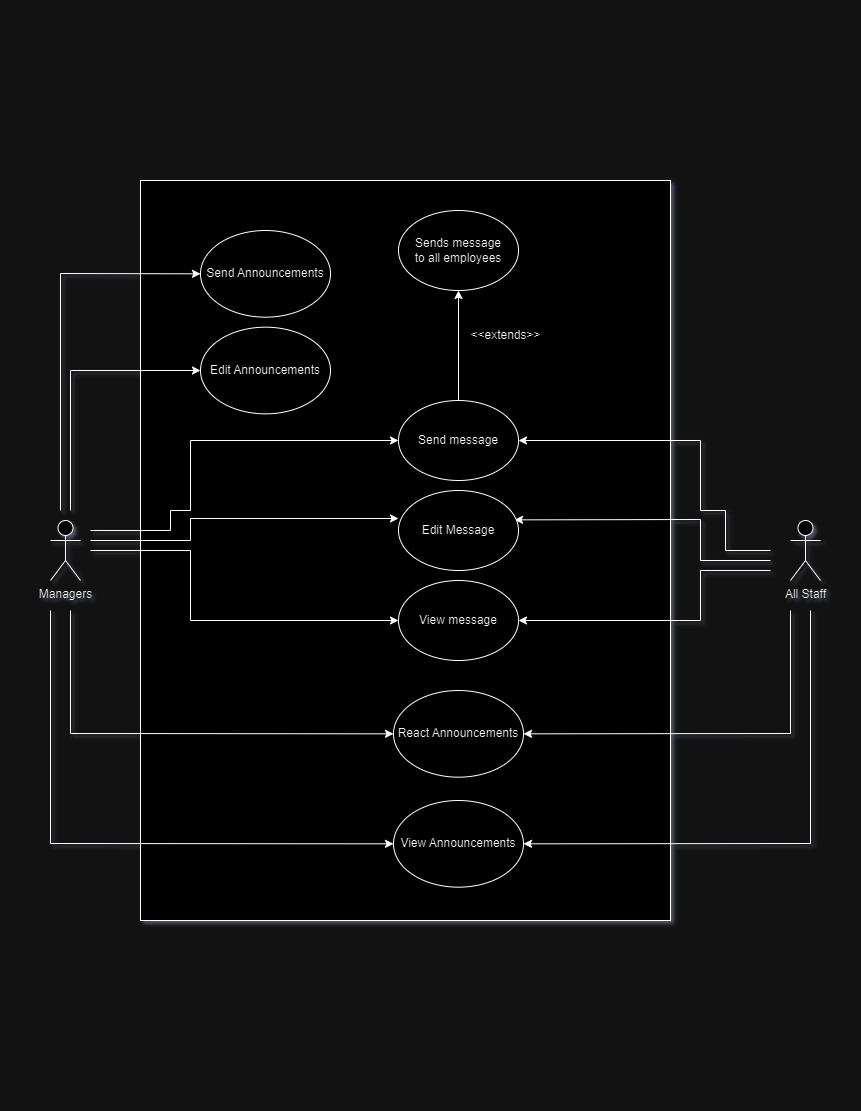 Sends message
to all employees
Send Announcements
<<extends>>
Edit Announcements
Send message
Edit Message
Managers
All Staff
View message
React Announcements
View Announcements